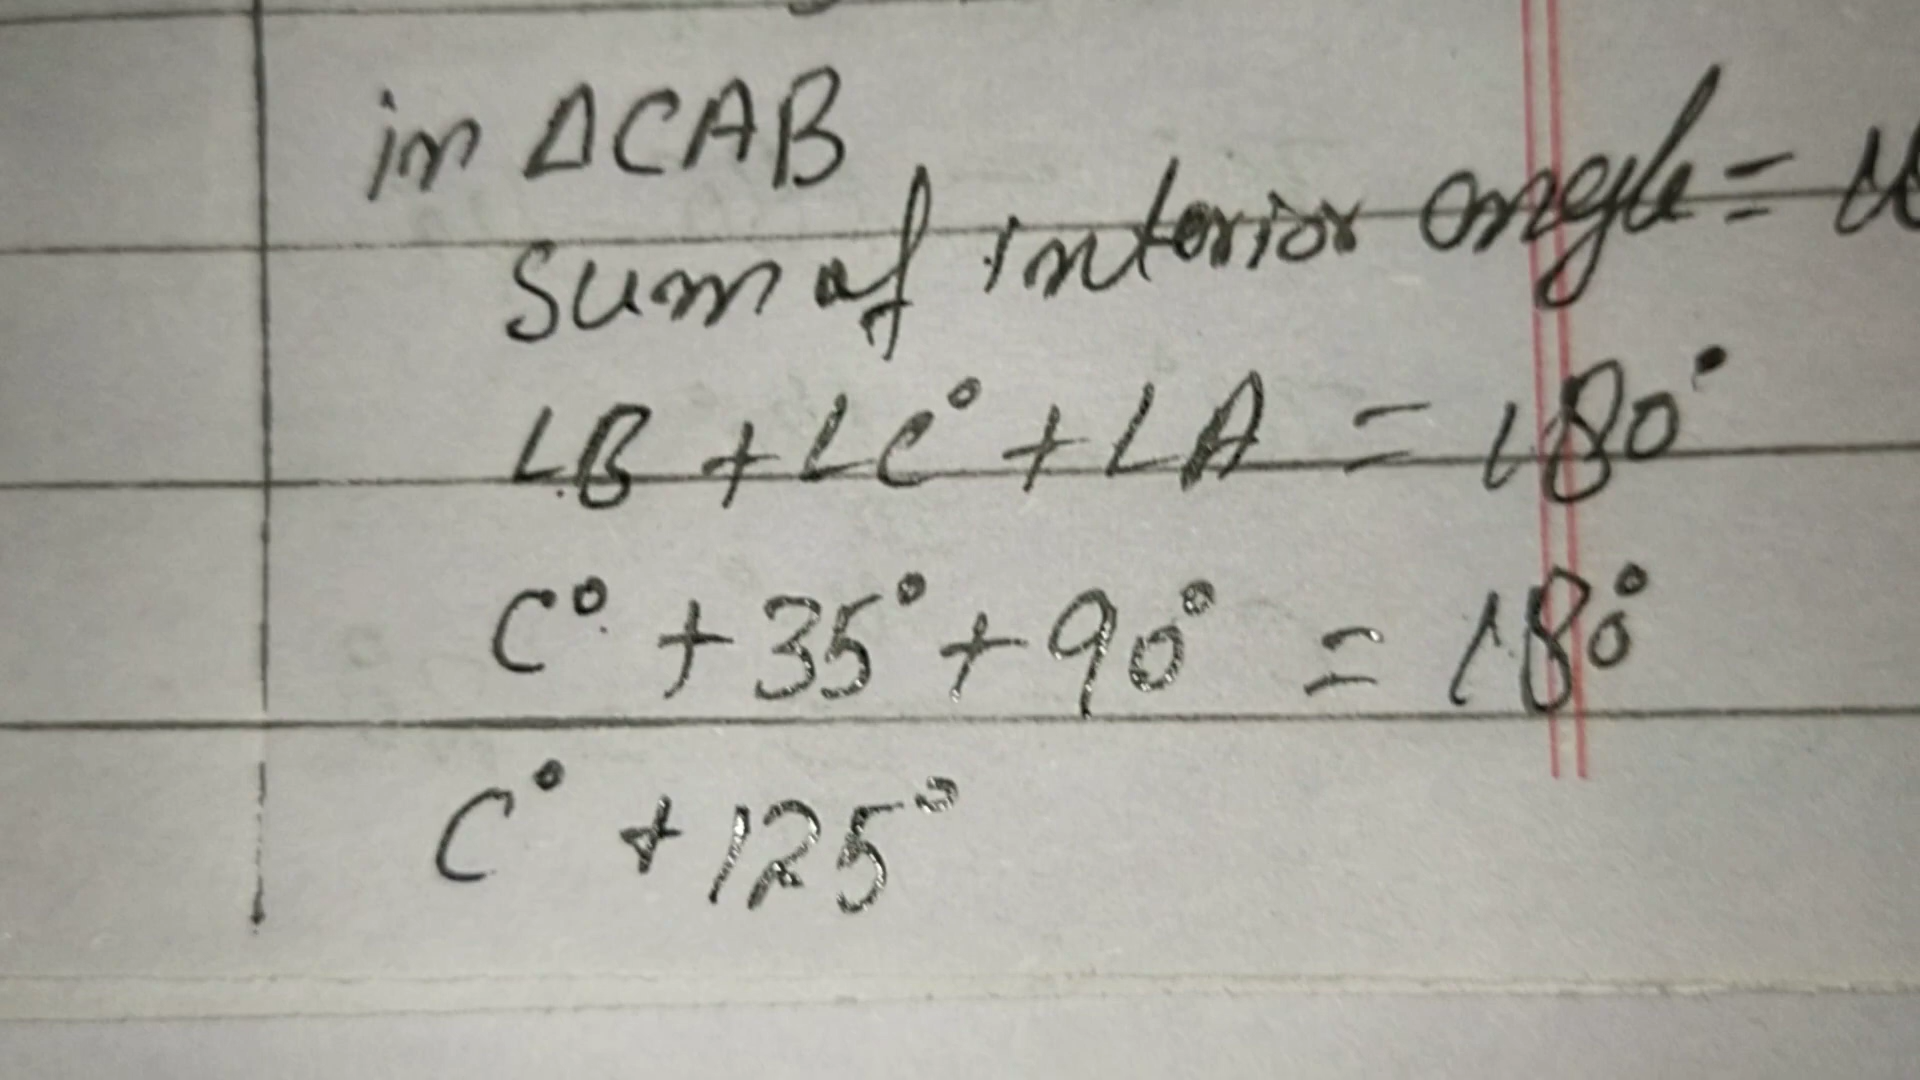 in ΔCAB
Sum of interior angle =
∠B + ∠C° + ∠A = 180°
C° + 35° + 90° = 180°
C° + 125°